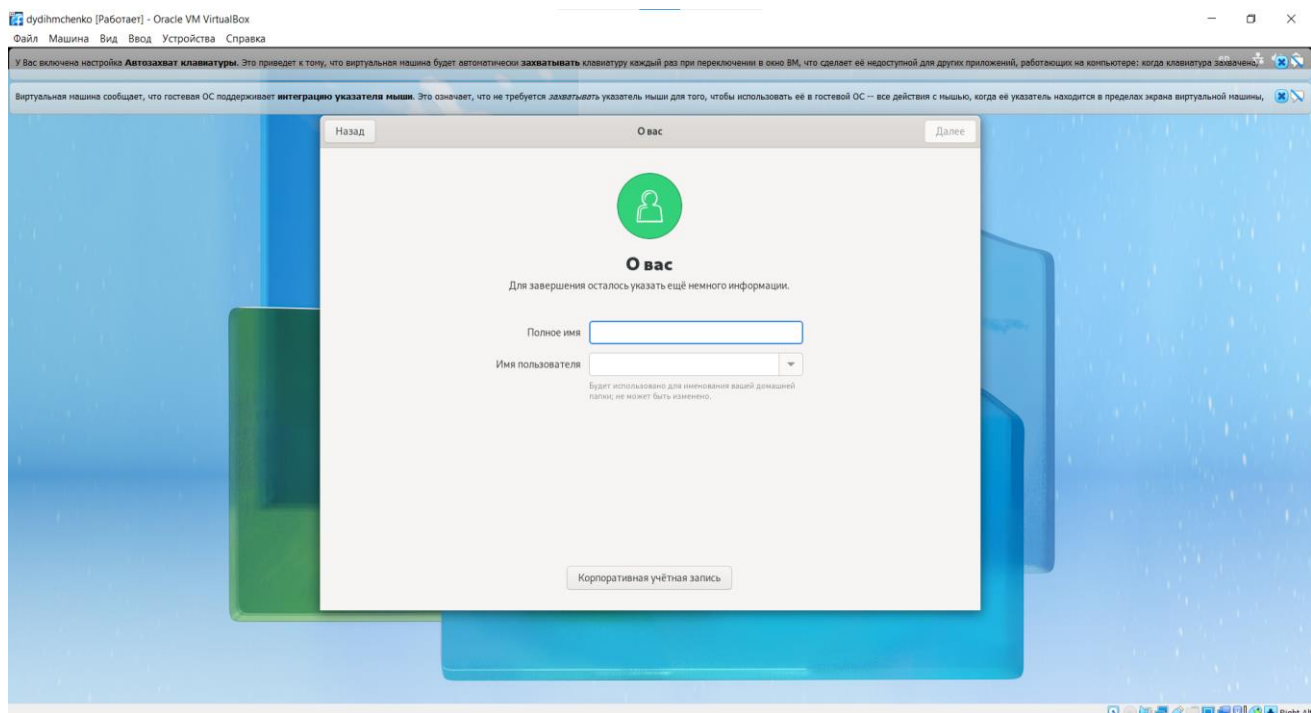 dydihmchenko [Работает] - Oracle VM VirtualBox
Файл Машина Вид Ввод Устройства Справка
У Вас включена настройка Автозахват клавиатуры. Это приведет к тому, что виртуальная машина будет автоматически захватывать клавиатуру каждый раз при переключении в окно ВМ, что сделает её недоступной для других приложений, работающих на компьютере: когда клавиатура захвачена,
Виртуальная машина сообщает, что гостевая ОС поддерживает интеграцию указателя мыши. Это означает, что не требуется захватывать указатель мыши для того, чтобы использовать её в гостевой ОС -- все действия с мышью, когда её указатель находится в пределах экрана виртуальной машины,
Назад О вас Далее
О вас
Для завершения осталось указать ещё немного информации.
Полное имя
Имя пользователя
Будет использовано для именования вашей домашней
папки; не может быть изменено.
Корпоративная учётная запись
Right Alt